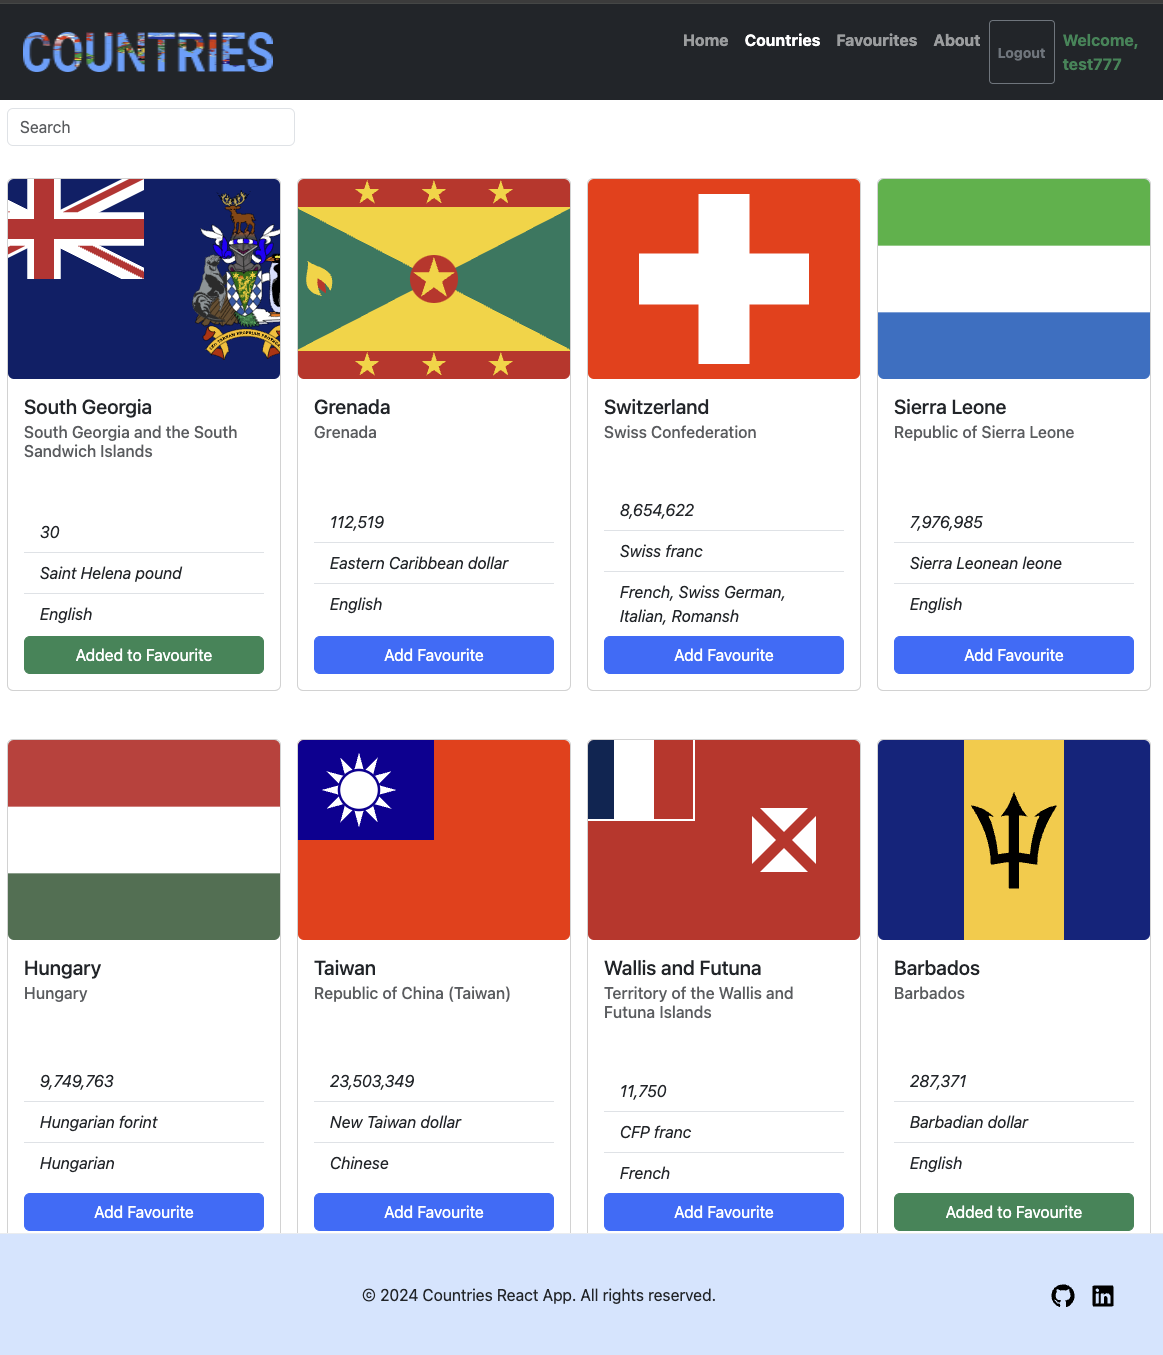 COUNTRIES
Home Countries Favourites About Logout Welcome,
test777
Search
South Georgia
South Georgia and the South
Sandwich Islands
30
Saint Helena pound
English
Added to Favourite
Grenada
Grenada
112,519
Eastern Caribbean dollar
English
Add Favourite
Switzerland
Swiss Confederation
8,654,622
Swiss franc
French, Swiss German,
Italian, Romansh
Add Favourite
Sierra Leone
Republic of Sierra Leone
7,976,985
Sierra Leonean leone
English
Add Favourite
Hungary
Hungary
9,749,763
Hungarian forint
Hungarian
Add Favourite
Taiwan
Republic of China (Taiwan)
23,503,349
New Taiwan dollar
Chinese
Add Favourite
Wallis and Futuna
Territory of the Wallis and
Futuna Islands
11,750
CFP franc
French
Add Favourite
Barbados
Barbados
287,371
Barbadian dollar
English
Added to Favourite
© 2024 Countries React App. All rights reserved.
in